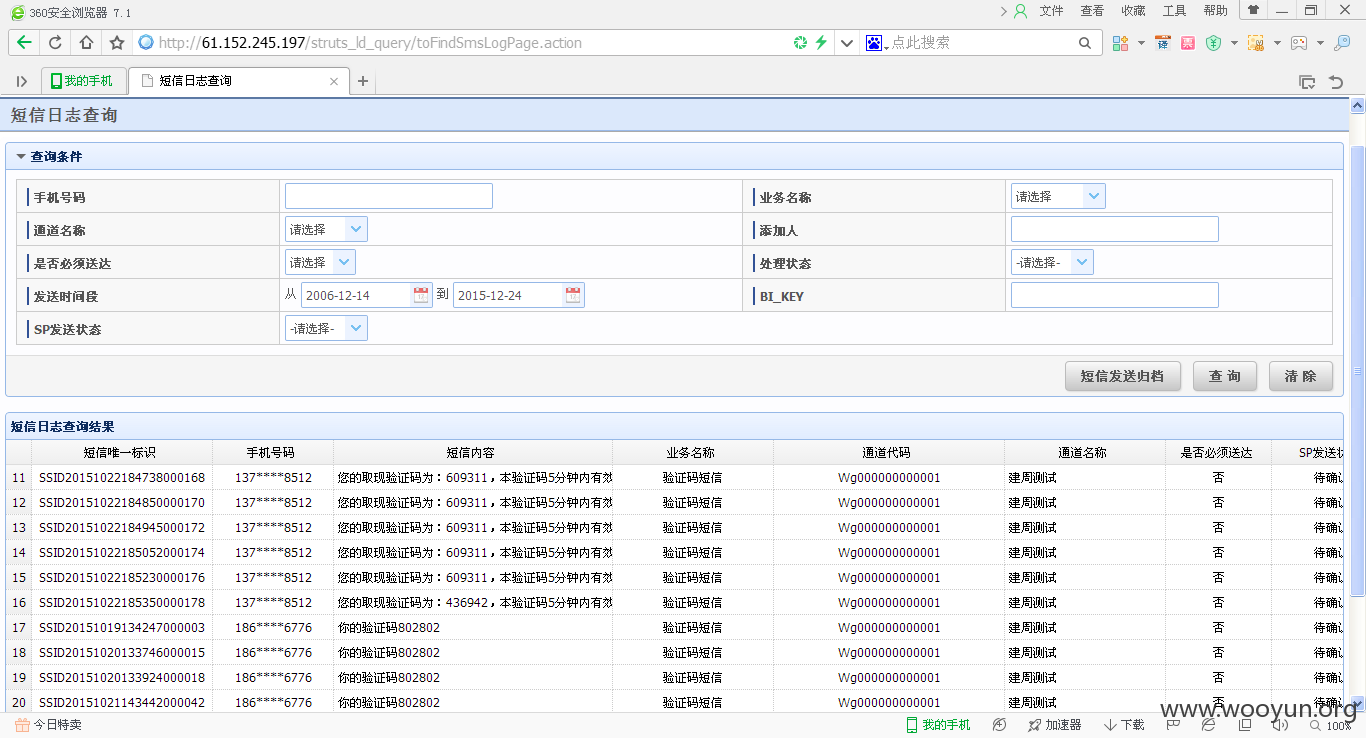 360安全浏览器 7.1 文件 查看 收藏 工具 帮助
http://61.152.245.197/struts_ld_query/toFindSmsLogPage.action 点此搜索
我的手机 短信日志查询
短信日志查询
查询条件
手机号码 业务名称 请选择
通道名称 请选择 添加人
是否必须送达 请选择 处理状态 -请选择-
发送时间段 从 2006-12-14 到 2015-12-24 BI_KEY
SP发送状态 -请选择-
短信发送归档 查 询 清 除
短信日志查询结果
短信唯一标识 手机号码 短信内容 业务名称 通道代码 通道名称 是否必须送达 SP发送状
11 SSID20151022184738000168 137****8512 您的取现验证码为：609311，本验证码5分钟内有效 验证码短信 Wg000000000001 建周测试 否 待确认
12 SSID20151022184850000170 137****8512 您的取现验证码为：609311，本验证码5分钟内有效 验证码短信 Wg000000000001 建周测试 否 待确认
13 SSID20151022184945000172 137****8512 您的取现验证码为：609311，本验证码5分钟内有效 验证码短信 Wg000000000001 建周测试 否 待确认
14 SSID20151022185052000174 137****8512 您的取现验证码为：609311，本验证码5分钟内有效 验证码短信 Wg000000000001 建周测试 否 待确认
15 SSID20151022185230000176 137****8512 您的取现验证码为：609311，本验证码5分钟内有效 验证码短信 Wg000000000001 建周测试 否 待确认
16 SSID20151022185350000178 137****8512 您的取现验证码为：436942，本验证码5分钟内有效 验证码短信 Wg000000000001 建周测试 否 待确认
17 SSID20151019134247000003 186****6776 你的验证码802802 验证码短信 Wg000000000001 建周测试 否 待确认
18 SSID20151020133746000015 186****6776 你的验证码802802 验证码短信 Wg000000000001 建周测试 否 待确认
19 SSID20151020133924000018 186****6776 你的验证码802802 验证码短信 Wg000000000001 建周测试 否 待确认
20 SSID20151021143442000042 186****6776 你的验证码802802 验证码短信 Wg000000000001 建周测试 否 待确认
www.wooyun.org
今日特卖 我的手机 加速器 下载 100%